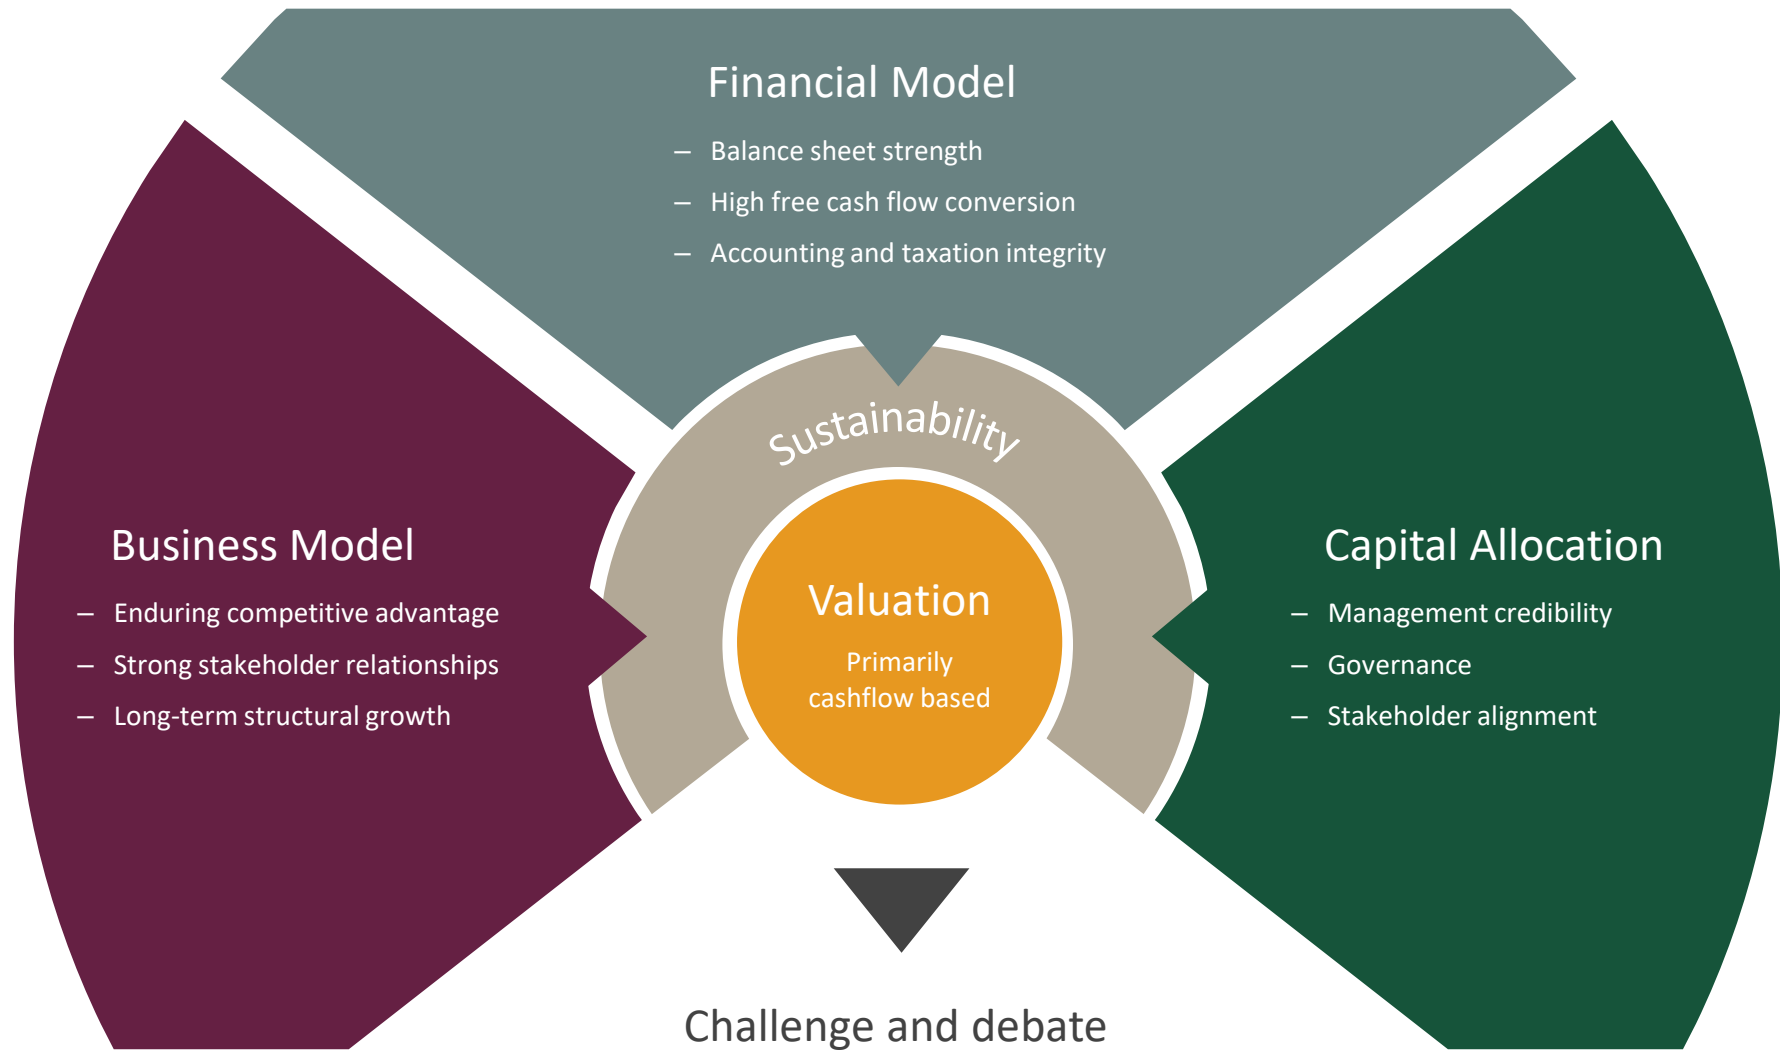 Financial Model
– Balance sheet strength
– High free cash flow conversion
– Accounting and taxation integrity
Sustainability
Business Model
– Enduring competitive advantage
– Strong stakeholder relationships
– Long-term structural growth
Valuation
Primarily
cashflow based
Capital Allocation
– Management credibility
– Governance
– Stakeholder alignment
Challenge and debate